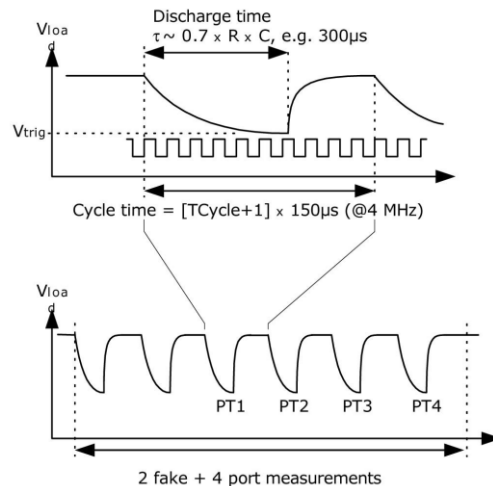 Discharge time
τ~ 0.7 x R x C, e.g. 300µs
Vloa
d
Vtrig
Cycle time = [TCycle+1] x 150µs (@4 MHz)
Vloa
d
PT1 PT2 PT3 PT4
2 fake + 4 port measurements